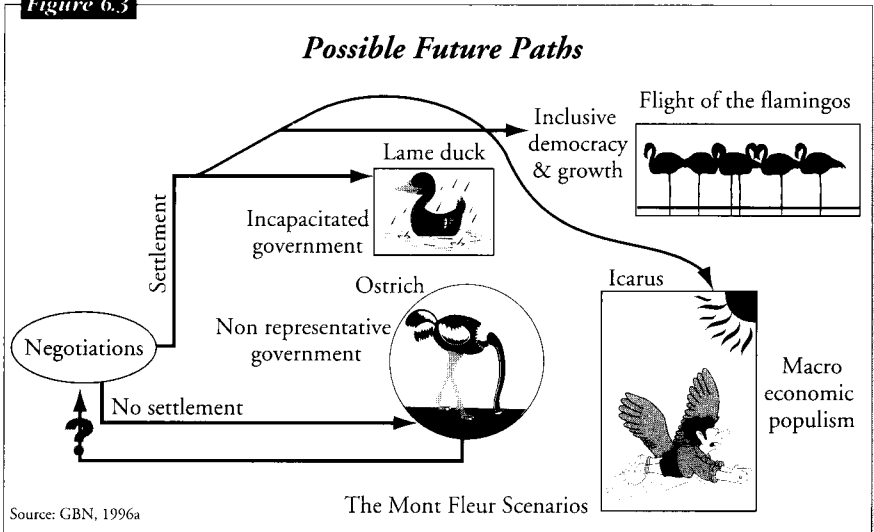 Figure 6.3
Possible Future Paths
Flight of the flamingos
Inclusive
democracy
& growth
Lame duck
Incapacitated
government
Settlement
Ostrich
Icarus
Non representative
government
Negotiations
Macro
economic
populism
No settlement
?
The Mont Fleur Scenarios
Source: GBN, 1996a